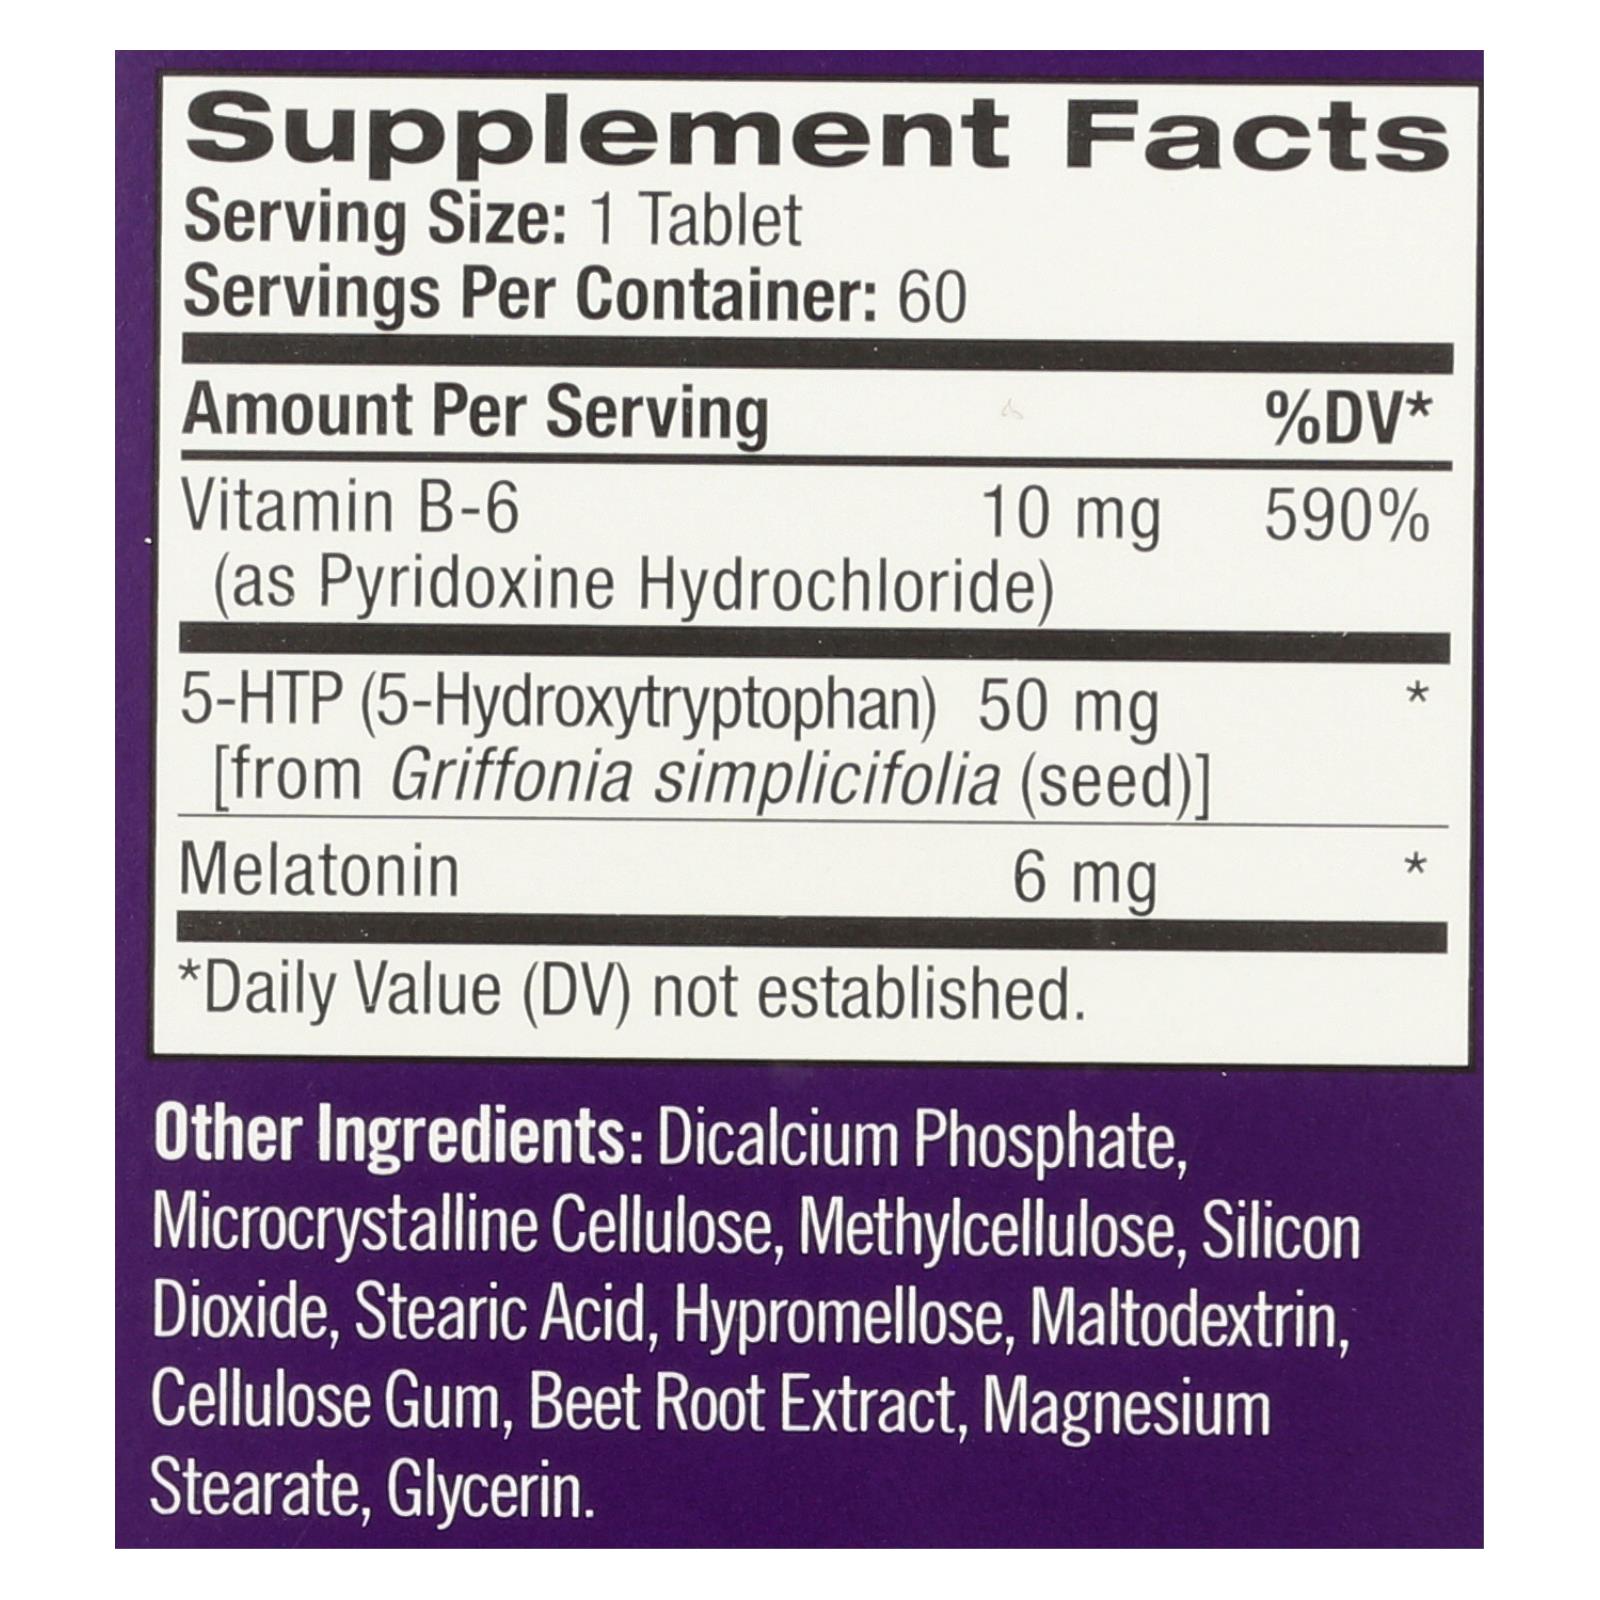 Supplement Facts
Serving Size: 1 Tablet
Servings Per Container: 60
Amount Per Serving %DV*
Vitamin B-6 10 mg 590%
(as Pyridoxine Hydrochloride)
5-HTP (5-Hydroxytryptophan) 50 mg *
[from Griffonia simplicifolia (seed)]
Melatonin 6 mg *
*Daily Value (DV) not established.
Other Ingredients: Dicalcium Phosphate,
Microcrystalline Cellulose, Methylcellulose, Silicon
Dioxide, Stearic Acid, Hypromellose, Maltodextrin,
Cellulose Gum, Beet Root Extract, Magnesium
Stearate, Glycerin.